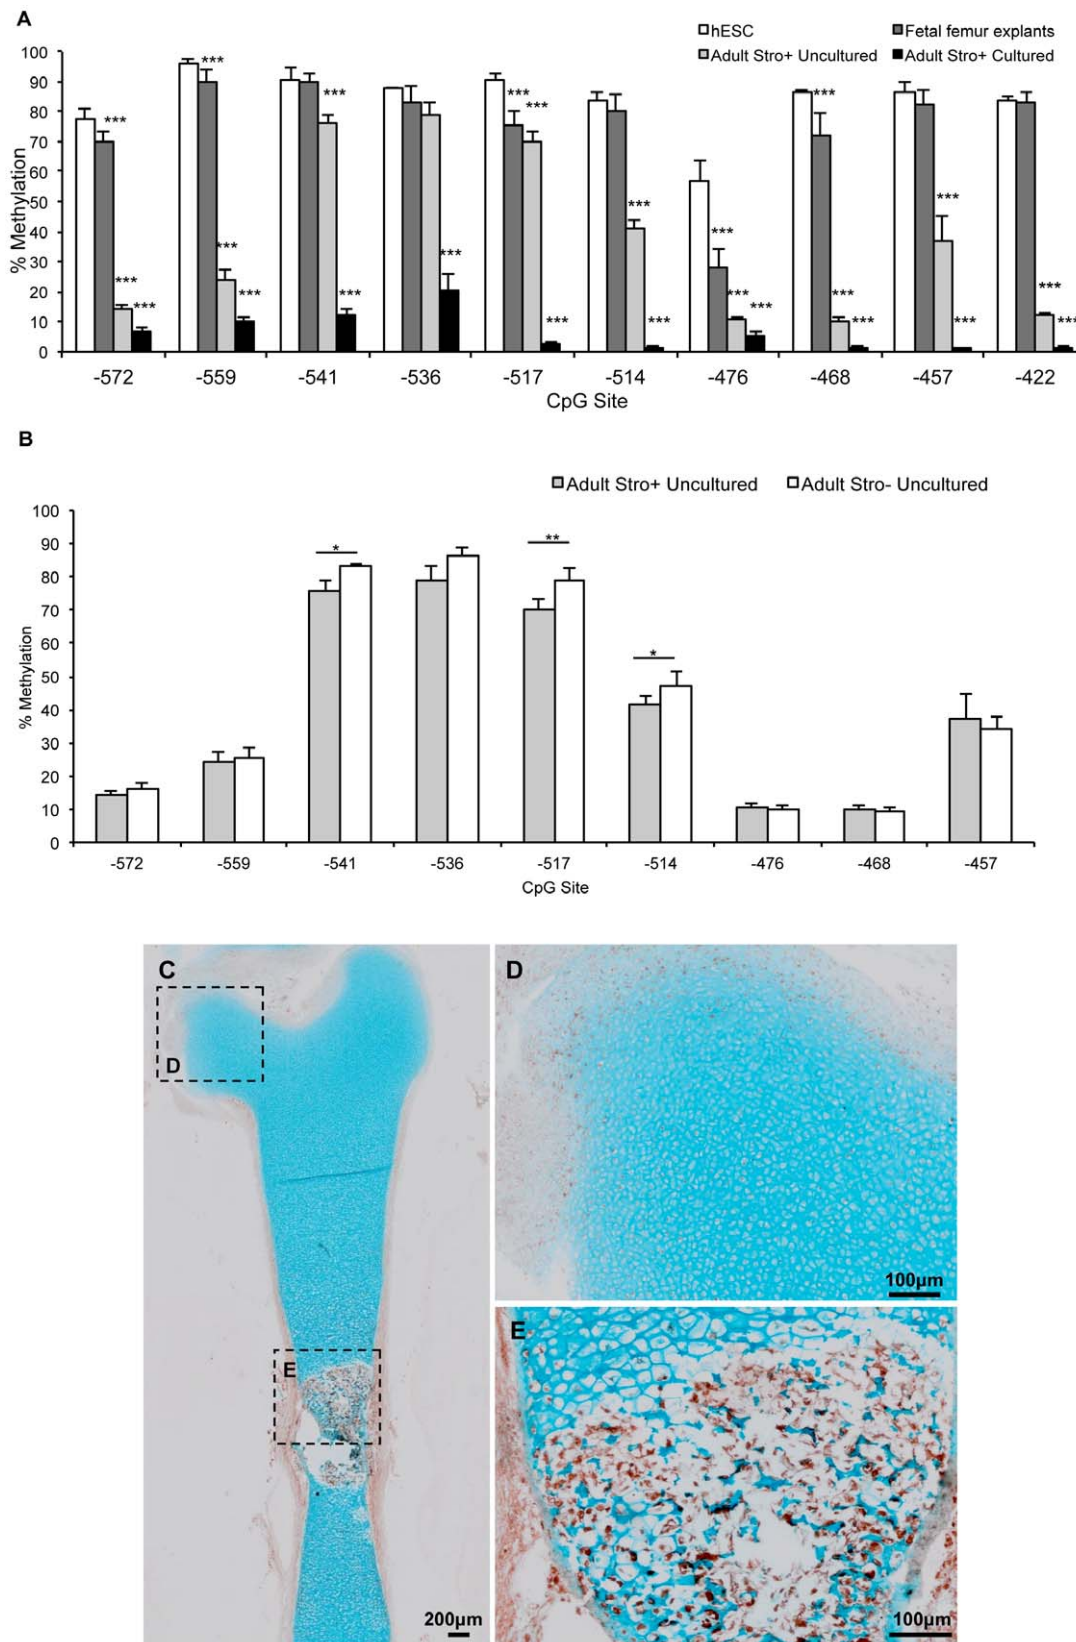 A
hESC Fetal femur explants
Adult Stro+ Uncultured Adult Stro+ Cultured
% Methylation
100
90
80
70
60
50
40
30
20
10
0
*** *** *** *** *** *** *** ***
*** *** *** *** *** ***
*** *** *** *** *** *** *** *** *** ***
-572 -559 -541 -536 -517 -514 -476 -468 -457 -422
CpG Site
B
Adult Stro+ Uncultured Adult Stro- Uncultured
% Methylation
100
90
80
70
60
50
40
30
20
10
0
* ** *
-572 -559 -541 -536 -517 -514 -476 -468 -457
CpG Site
C
D
E
200µm
D
100µm
E
100µm